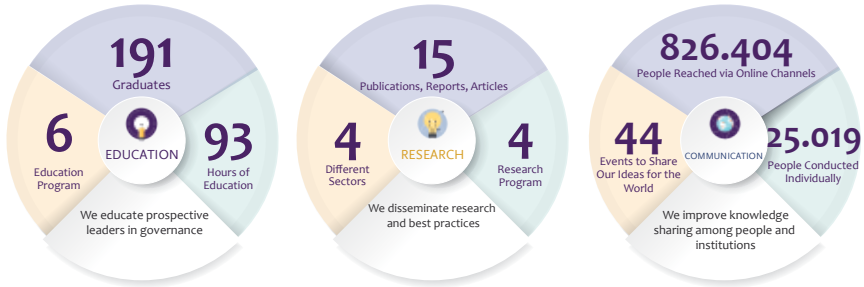 191
Graduates
6
Education
Program
EDUCATION
93
Hours of
Education
We educate prospective
leaders in governance
15
Publications, Reports, Articles
4
Different
Sectors
RESEARCH
4
Research
Program
We disseminate research
and best practices
826.404
People Reached via Online Channels
44
Events to Share
Our Ideas for the
World
COMMUNICATION
25.019
People Conducted
Individually
We improve knowledge
sharing among people and
institutions